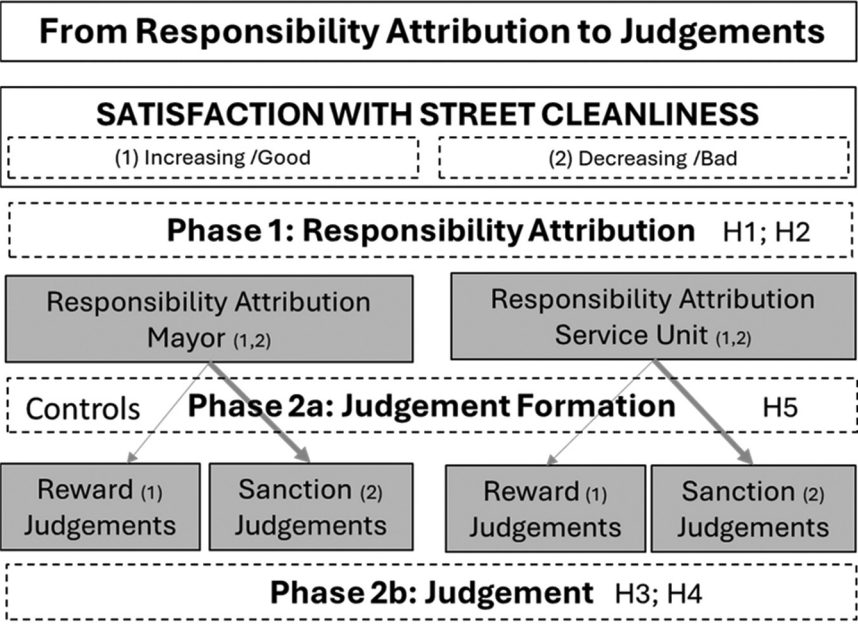 From Responsibility Attribution to Judgements
SATISFACTION WITH STREET CLEANLINESS
(1) Increasing /Good
(2) Decreasing /Bad
Phase 1: Responsibility Attribution H1; H2
Responsibility Attribution
Mayor (1,2)
Responsibility Attribution
Service Unit (1,2)
Controls Phase 2a: Judgement Formation H5
Reward (1)
Judgements
Sanction (2)
Judgements
Reward (1)
Judgements
Sanction (2)
Judgements
Phase 2b: Judgement H3; H4